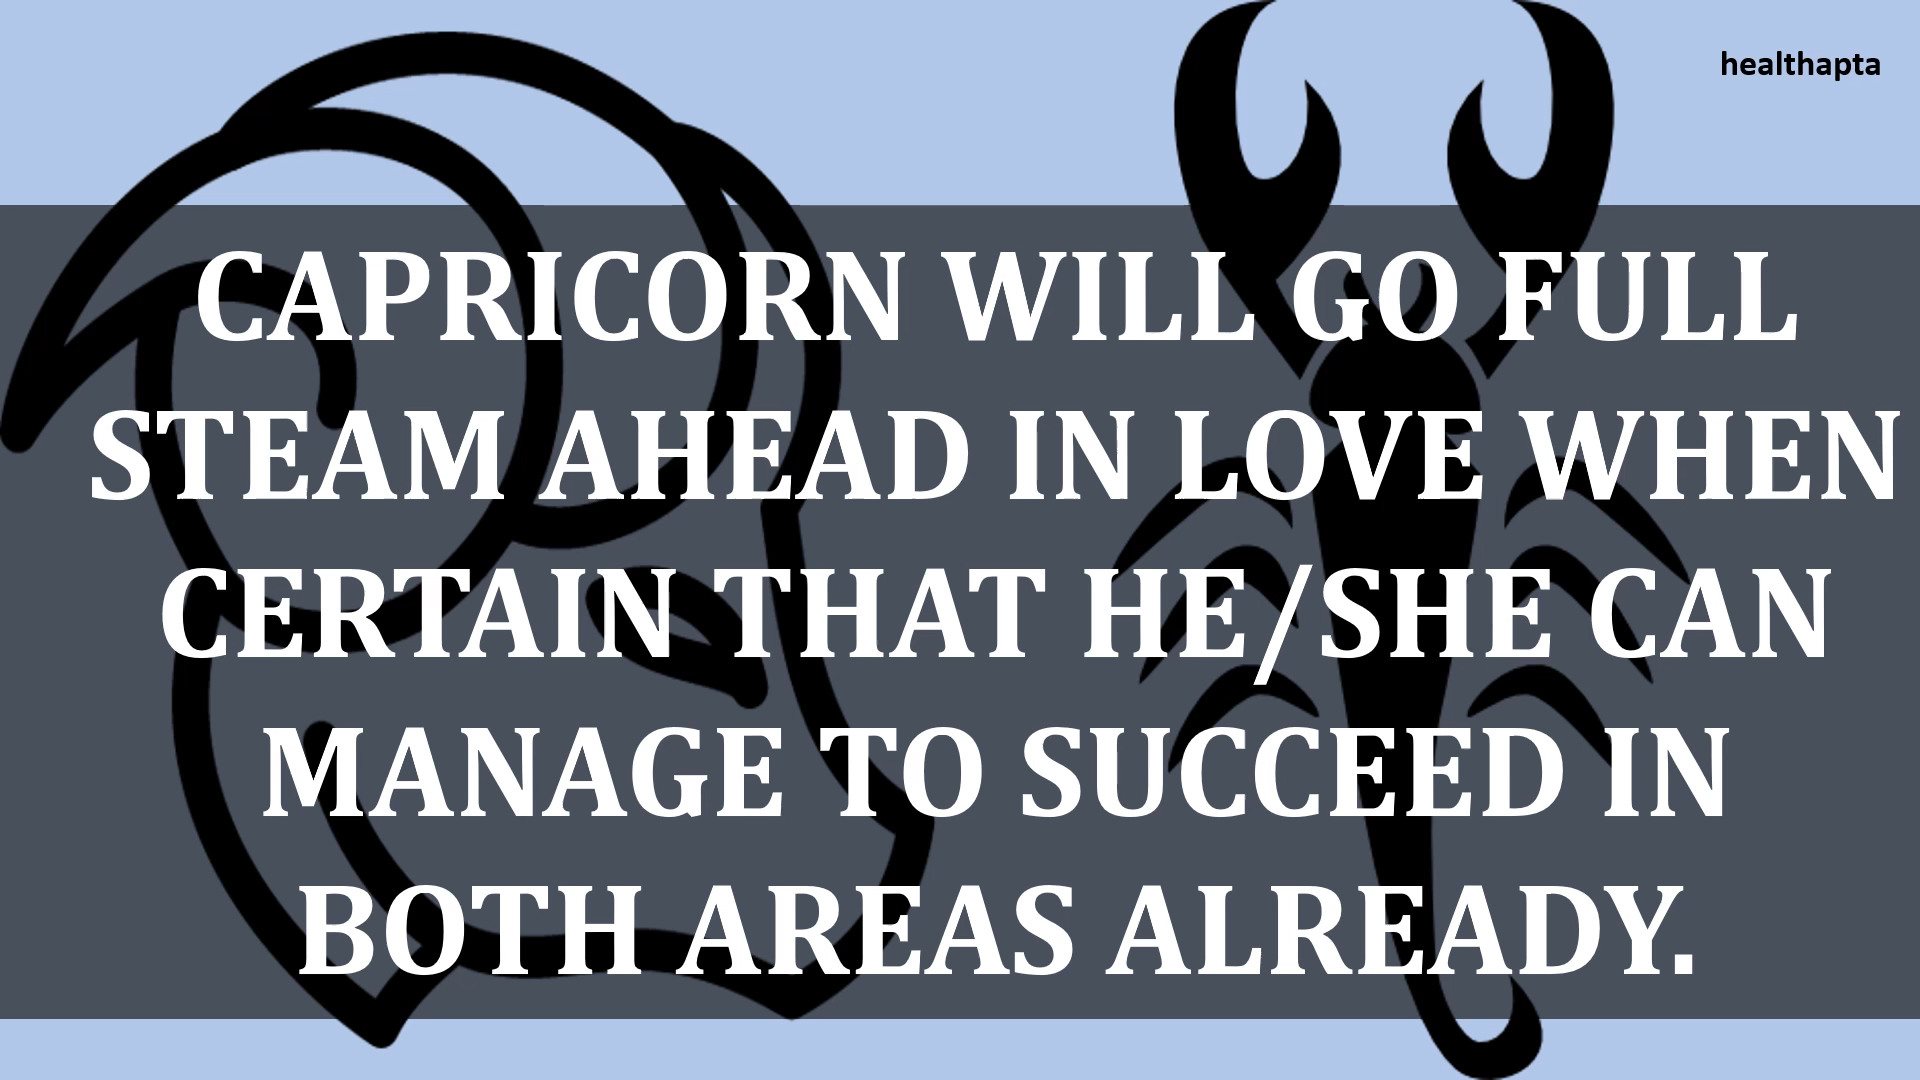 healthapta
CAPRICORN WILL GO FULL
STEAM AHEAD IN LOVE WHEN
CERTAIN THAT HE/SHE CAN
MANAGE TO SUCCEED IN
BOTH AREAS ALREADY.